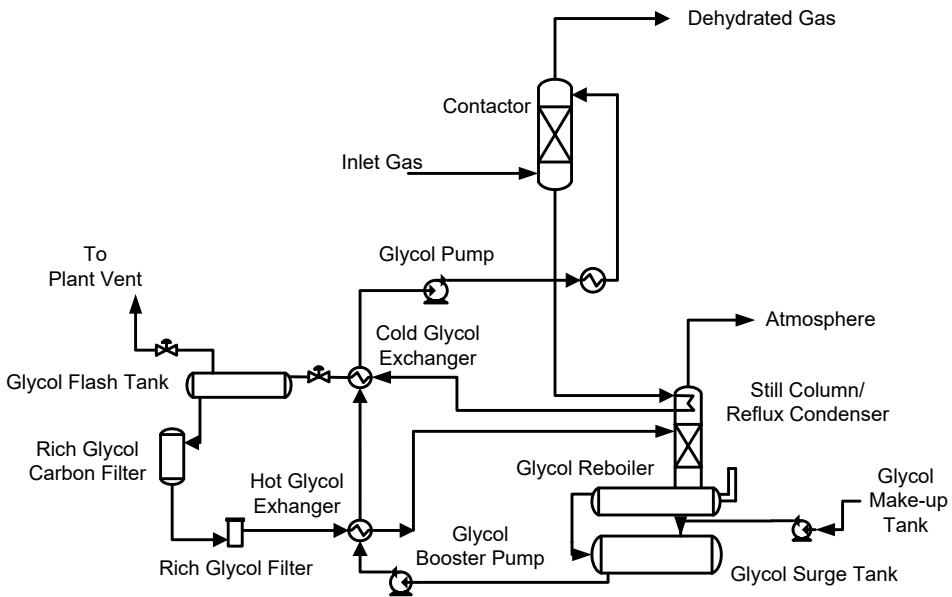 Dehydrated Gas
Contactor
Inlet Gas
To
Plant Vent
Glycol Pump
Cold Glycol
Exchanger
Atmosphere
Glycol Flash Tank
Still Column/
Reflux Condenser
Rich Glycol
Carbon Filter
Hot Glycol
Exhanger
Glycol Reboiler
Glycol
Make-up
Tank
Glycol
Booster Pump
Rich Glycol Filter
Glycol Surge Tank